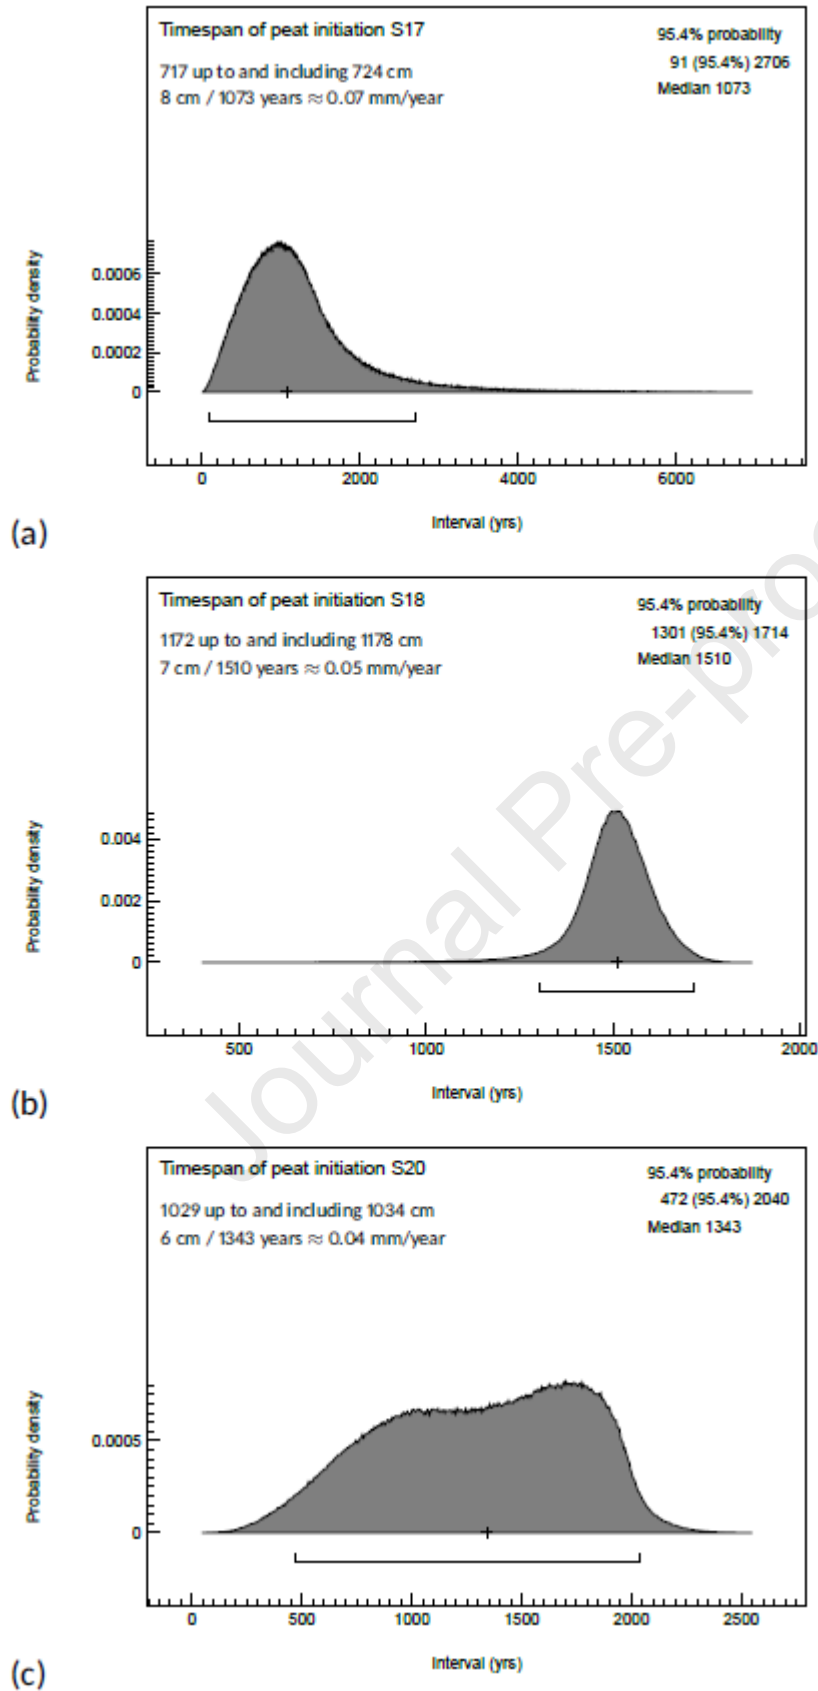 Timespan of peat initiation S17
717 up to and including 724 cm
8 cm / 1073 years ≈ 0.07 mm/year
95.4% probability
91 (95.4%) 2706
Median 1073
Probability density
0.0006
0.0004
0.0002
0
0 2000 4000 6000
Interval (yrs)
(a)
Timespan of peat initiation S18
1172 up to and including 1178 cm
7 cm / 1510 years ≈ 0.05 mm/year
95.4% probability
1301 (95.4%) 1714
Median 1510
Probability density
0.004
0.002
0
500 1000 1500 2000
Interval (yrs)
(b)
Timespan of peat initiation S20
1029 up to and including 1034 cm
6 cm / 1343 years ≈ 0.04 mm/year
95.4% probability
472 (95.4%) 2040
Median 1343
Probability density
0.0005
0
0 500 1000 1500 2000 2500
Interval (yrs)
(c)
Journal Pre-proo